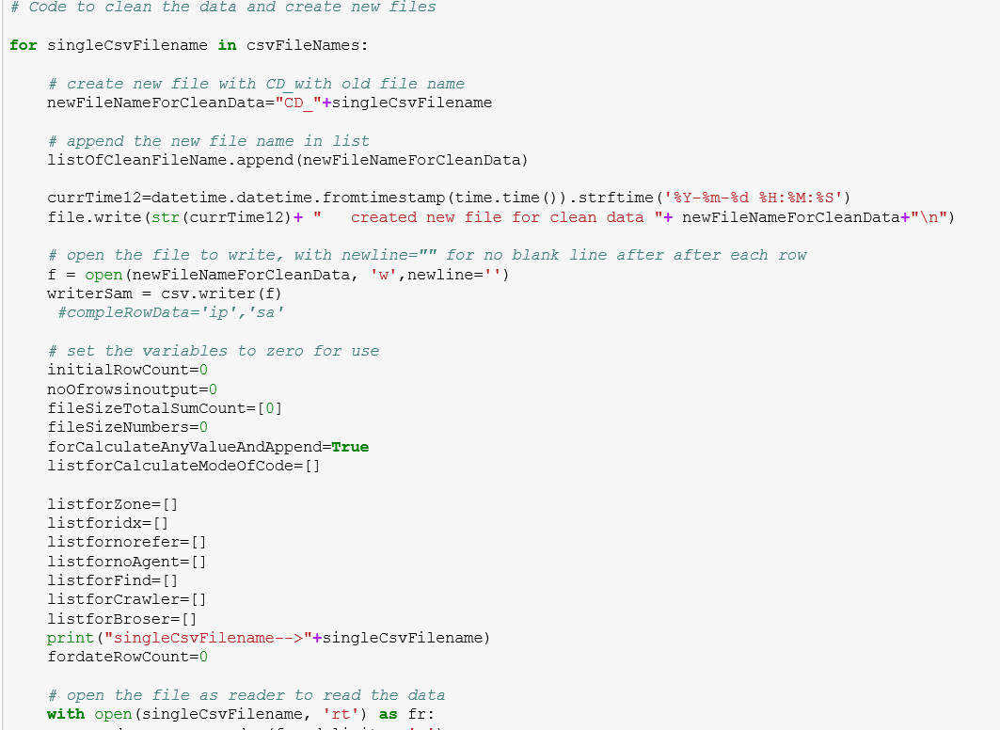 # Code to clean the data and create new files
for singleCsvFilename in csvFileNames:
# create new file with CD_with old file name
newFileNameForCleanData="CD_"+singleCsvFilename
# append the new file name in list
listOfCleanFileName.append(newFileNameForCleanData)
currTime12=datetime.datetime.fromtimestamp(time.time()).strftime('%Y-%m-%d %H:%M:%S')
file.write(str(currTime12)+ "   created new file for clean data "+ newFileNameForCleanData+"\n")
# open the file to write, with newline="" for no blank line after after each row
f = open(newFileNameForCleanData, 'w',newline='')
writerSam = csv.writer(f)
#compleRowData='ip','sa'
# set the variables to zero for use
initialRowCount=0
noOfrowsinoutput=0
fileSizeTotalSumCount=[0]
fileSizeNumbers=0
forCalculateAnyValueAndAppend=True
listforCalculateModeOfCode=[]
listforZone=[]
listforidx=[]
listfornorefer=[]
listfornoAgent=[]
listforFind=[]
listforCrawler=[]
listforBroser=[]
print("singleCsvFilename-->"+singleCsvFilename)
fordateRowCount=0
# open the file as reader to read the data
with open(singleCsvFilename, 'rt') as fr: